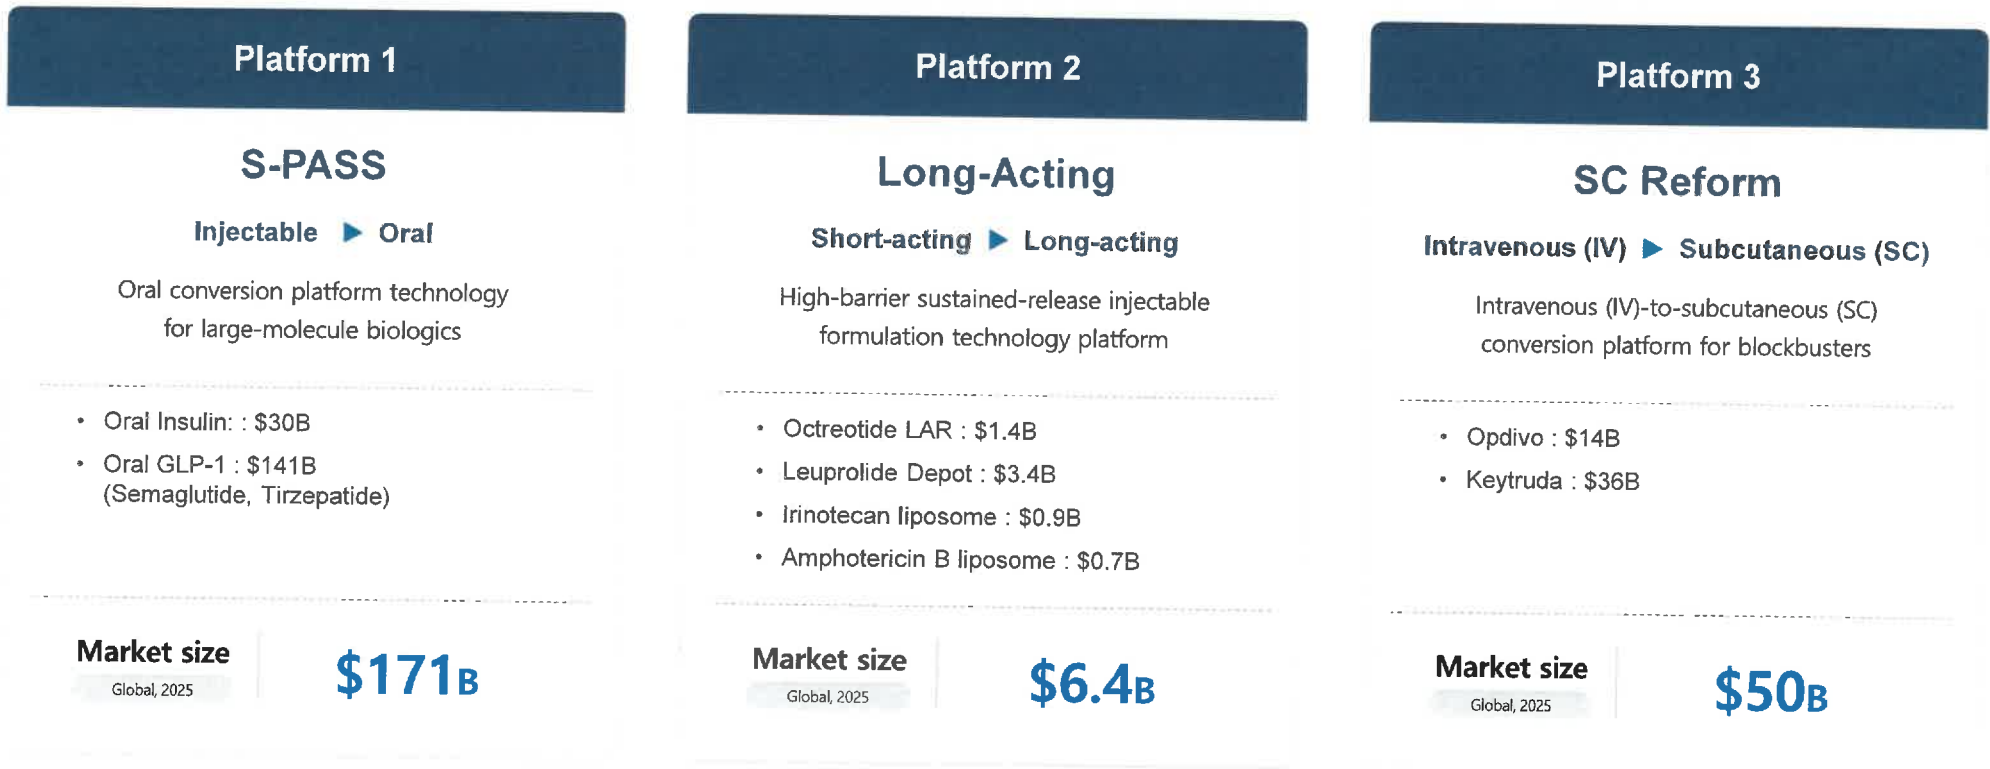 Platform 1
S-PASS
Injectable ▶ Oral
Oral conversion platform technology
for large-molecule biologics
• Oral Insulin: : $30B
• Oral GLP-1 : $141B
(Semaglutide, Tirzepatide)
Market size
Global, 2025
$171B
Platform 2
Long-Acting
Short-acting ▶ Long-acting
High-barrier sustained-release injectable
formulation technology platform
• Octreotide LAR : $1.4B
• Leuprolide Depot : $3.4B
• Irinotecan liposome : $0.9B
• Amphotericin B liposome : $0.7B
Market size
Global, 2025
$6.4B
Platform 3
SC Reform
Intravenous (IV) ▶ Subcutaneous (SC)
Intravenous (IV)-to-subcutaneous (SC)
conversion platform for blockbusters
• Opdivo : $14B
• Keytruda : $36B
Market size
Global, 2025
$50B